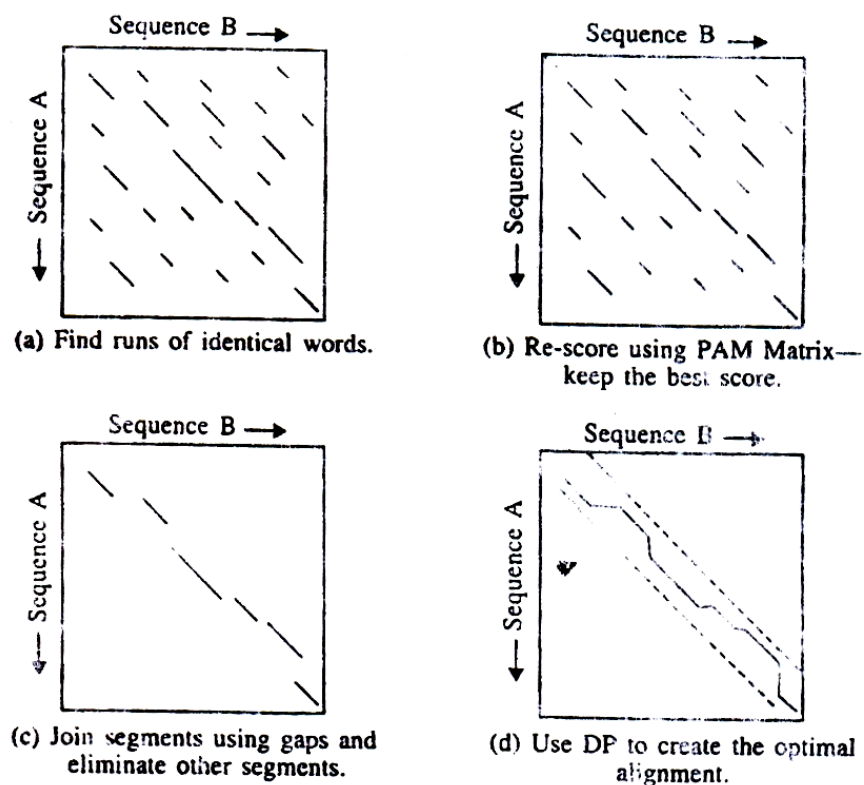 Sequence B
Sequence A
(a) Find runs of identical words.
Sequence B
Sequence A
(b) Re-score using PAM Matrix—
keep the best score.
Sequence B
Sequence A
(c) Join segments using gaps and
eliminate other segments.
Sequence B
Sequence A
(d) Use DP to create the optimal
alignment.